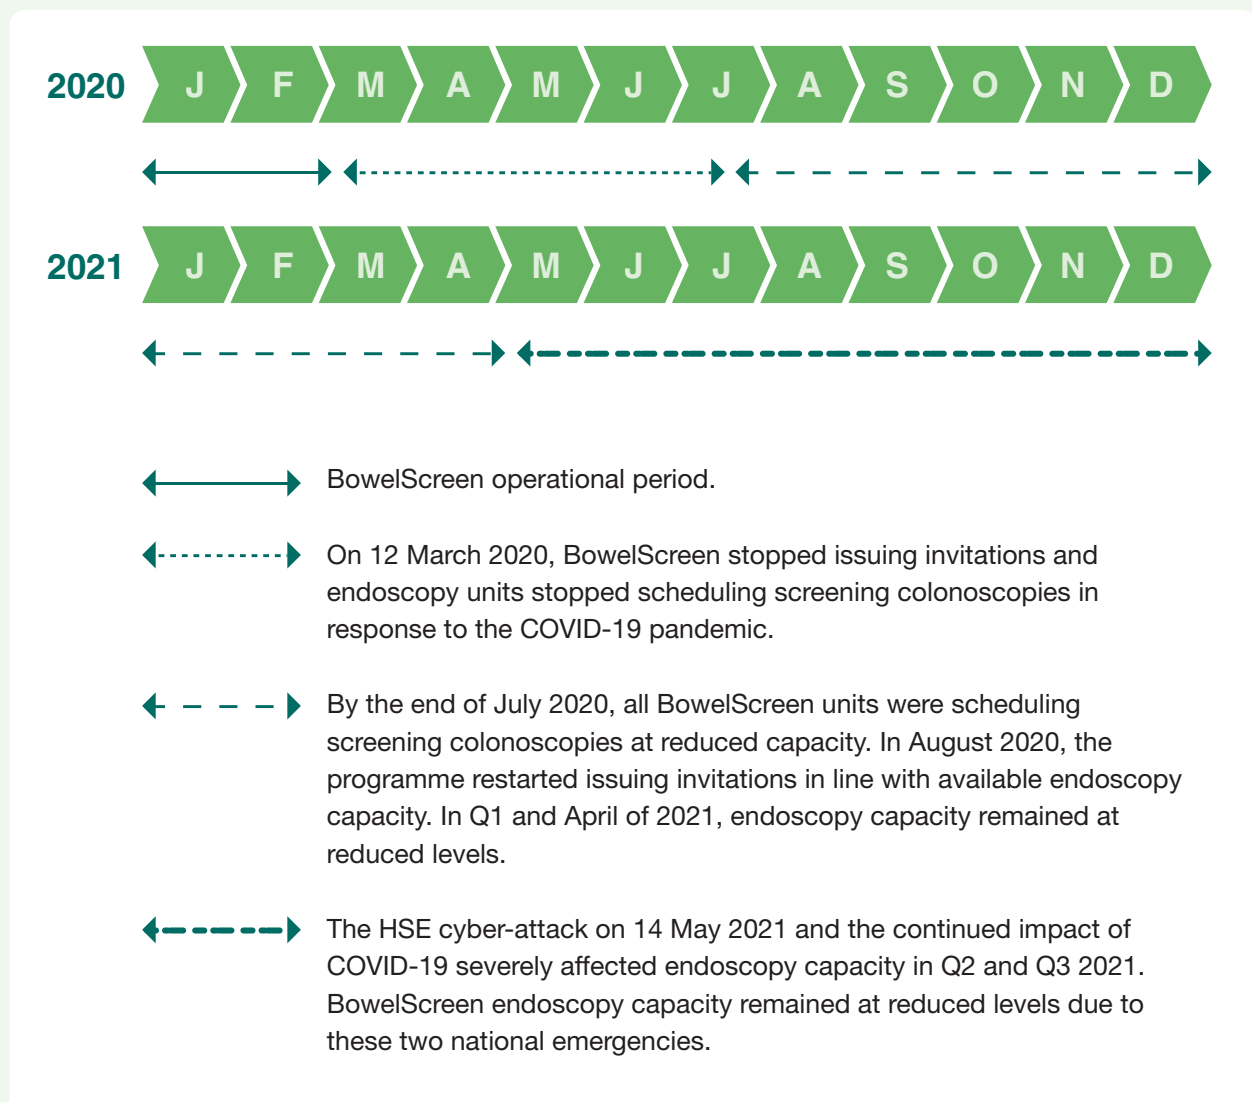 2020 J F M A M J J A S O N D
2021 J F M A M J J A S O N D
BowelScreen operational period.
On 12 March 2020, BowelScreen stopped issuing invitations and
endoscopy units stopped scheduling screening colonoscopies in
response to the COVID-19 pandemic.
By the end of July 2020, all BowelScreen units were scheduling
screening colonoscopies at reduced capacity. In August 2020, the
programme restarted issuing invitations in line with available endoscopy
capacity. In Q1 and April of 2021, endoscopy capacity remained at
reduced levels.
The HSE cyber-attack on 14 May 2021 and the continued impact of
COVID-19 severely affected endoscopy capacity in Q2 and Q3 2021.
BowelScreen endoscopy capacity remained at reduced levels due to
these two national emergencies.